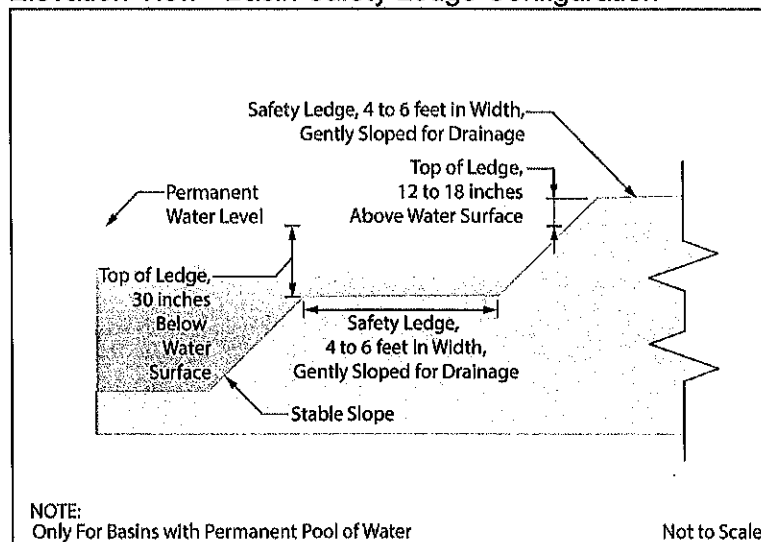 Safety Ledge, 4 to 6 feet in Width,
Gently Sloped for Drainage
Top of Ledge,
12 to 18 inches
Above Water Surface
Permanent
Water Level
Top of Ledge,
30 inches
Below
Water
Surface
Safety Ledge,
4 to 6 feet in Width,
Gently Sloped for Drainage
Stable Slope
NOTE:
Only For Basins with Permanent Pool of Water
Not to Scale